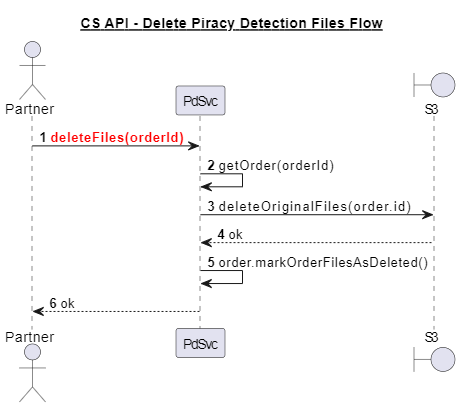 CS API - Delete Piracy Detection Files Flow
Partner
PdSvc
S3
1 deleteFiles(orderId)
2 getOrder(orderId)
3 deleteOriginalFiles(order.id)
4 ok
5 order.markOrderFilesAsDeleted()
6 ok
Partner
PdSvc
S3